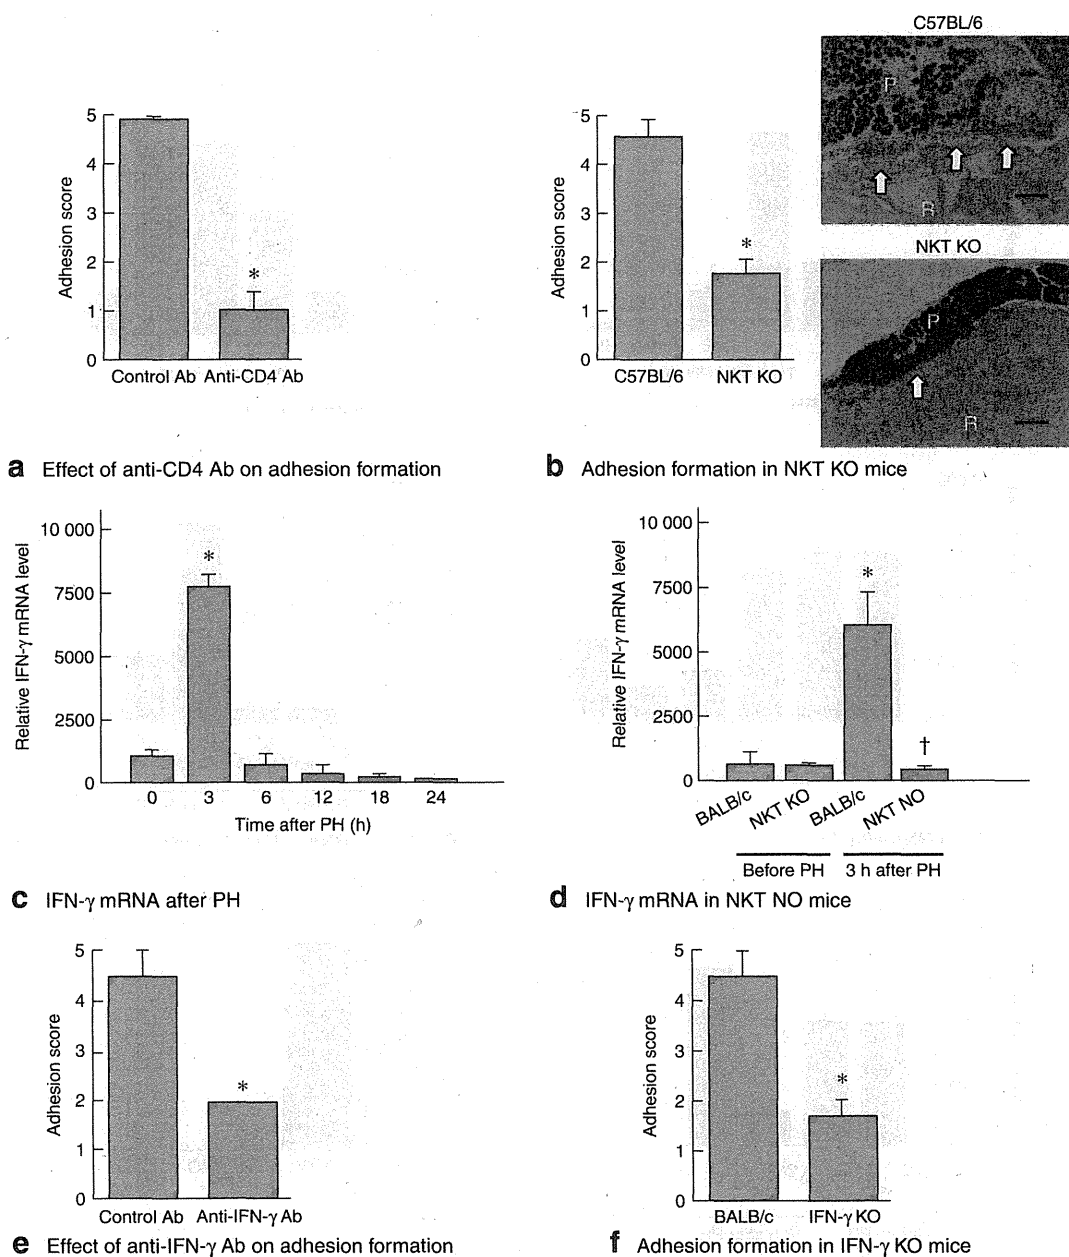 C57BL/6
5
4
3
2
1
0
Adhesion score
*
Control Ab Anti-CD4 Ab
5
4
3
2
1
0
Adhesion score
*
C57BL/6 NKT KO
P
R
NKT KO
P
R
a Effect of anti-CD4 Ab on adhesion formation
b Adhesion formation in NKT KO mice
10 000
7500
5000
2500
0
Relative IFN-γ mRNA level
*
0 3 6 12 18 24
Time after PH (h)
10 000
7500
5000
2500
0
Relative IFN-γ mRNA level
*
†
BALB/c NKT KO BALB/c NKT NO
Before PH 3 h after PH
c IFN-γ mRNA after PH
d IFN-γ mRNA in NKT NO mice
5
4
3
2
1
0
Adhesion score
*
Control Ab Anti-IFN-γ Ab
5
4
3
2
1
0
Adhesion score
*
BALB/c IFN-γ KO
e Effect of anti-IFN-γ Ab on adhesion formation
f Adhesion formation in IFN-γ KO mice